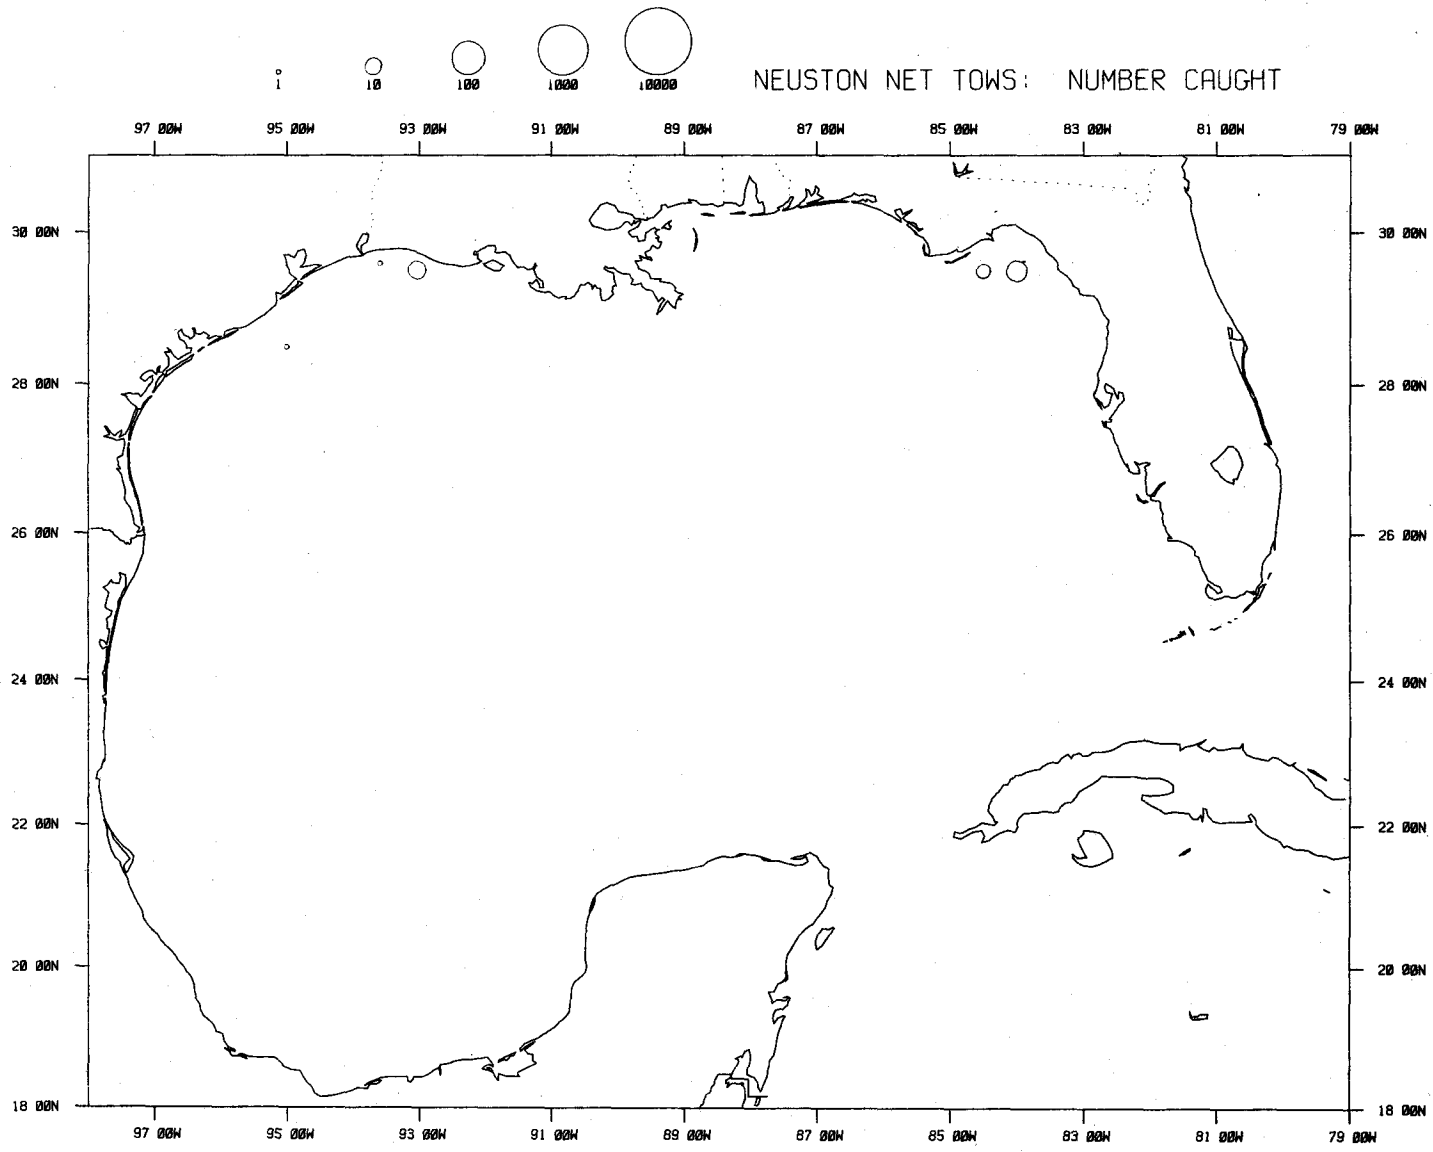 1 10 100 1000 10000
NEUSTON NET TOWS: NUMBER CAUGHT
97 00W 95 00W 93 00W 91 00W 89 00W 87 00W 85 00W 83 00W 81 00W 79 00W
30 00N 30 00N
28 00N 28 00N
26 00N 26 00N
24 00N 24 00N
22 00N 22 00N
20 00N 20 00N
18 00N 18 00N
97 00W 95 00W 93 00W 91 00W 89 00W 87 00W 85 00W 83 00W 81 00W 79 00W